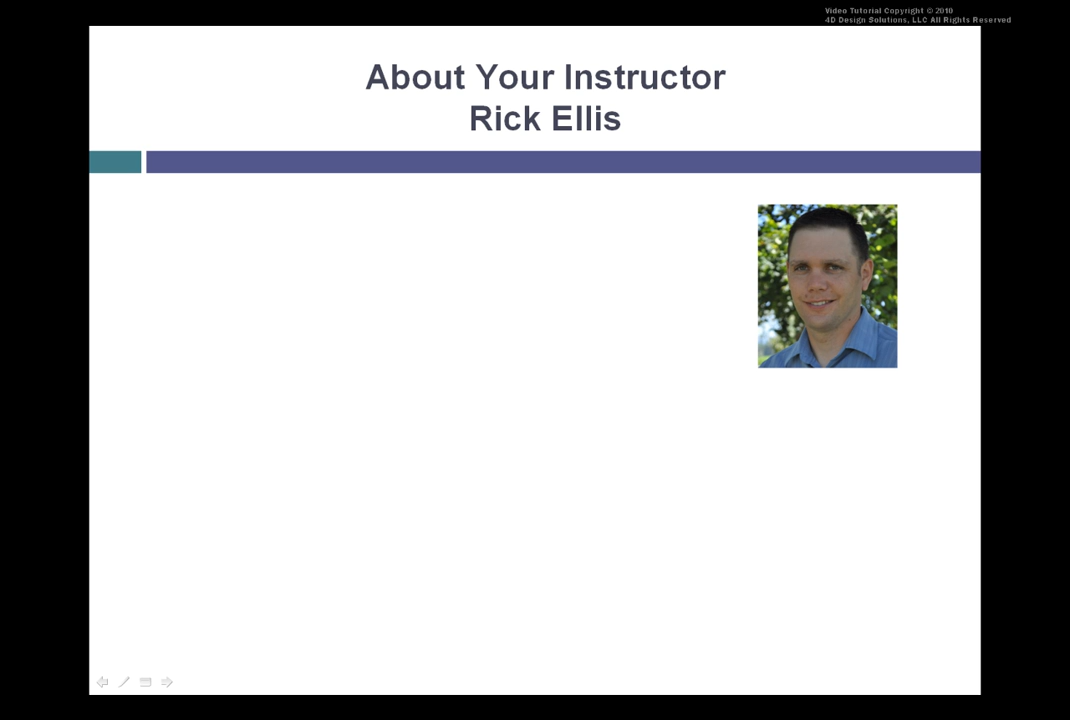 Video Tutorial Copyright © 2010
4D Design Solutions, LLC All Rights Reserved
About Your Instructor
Rick Ellis